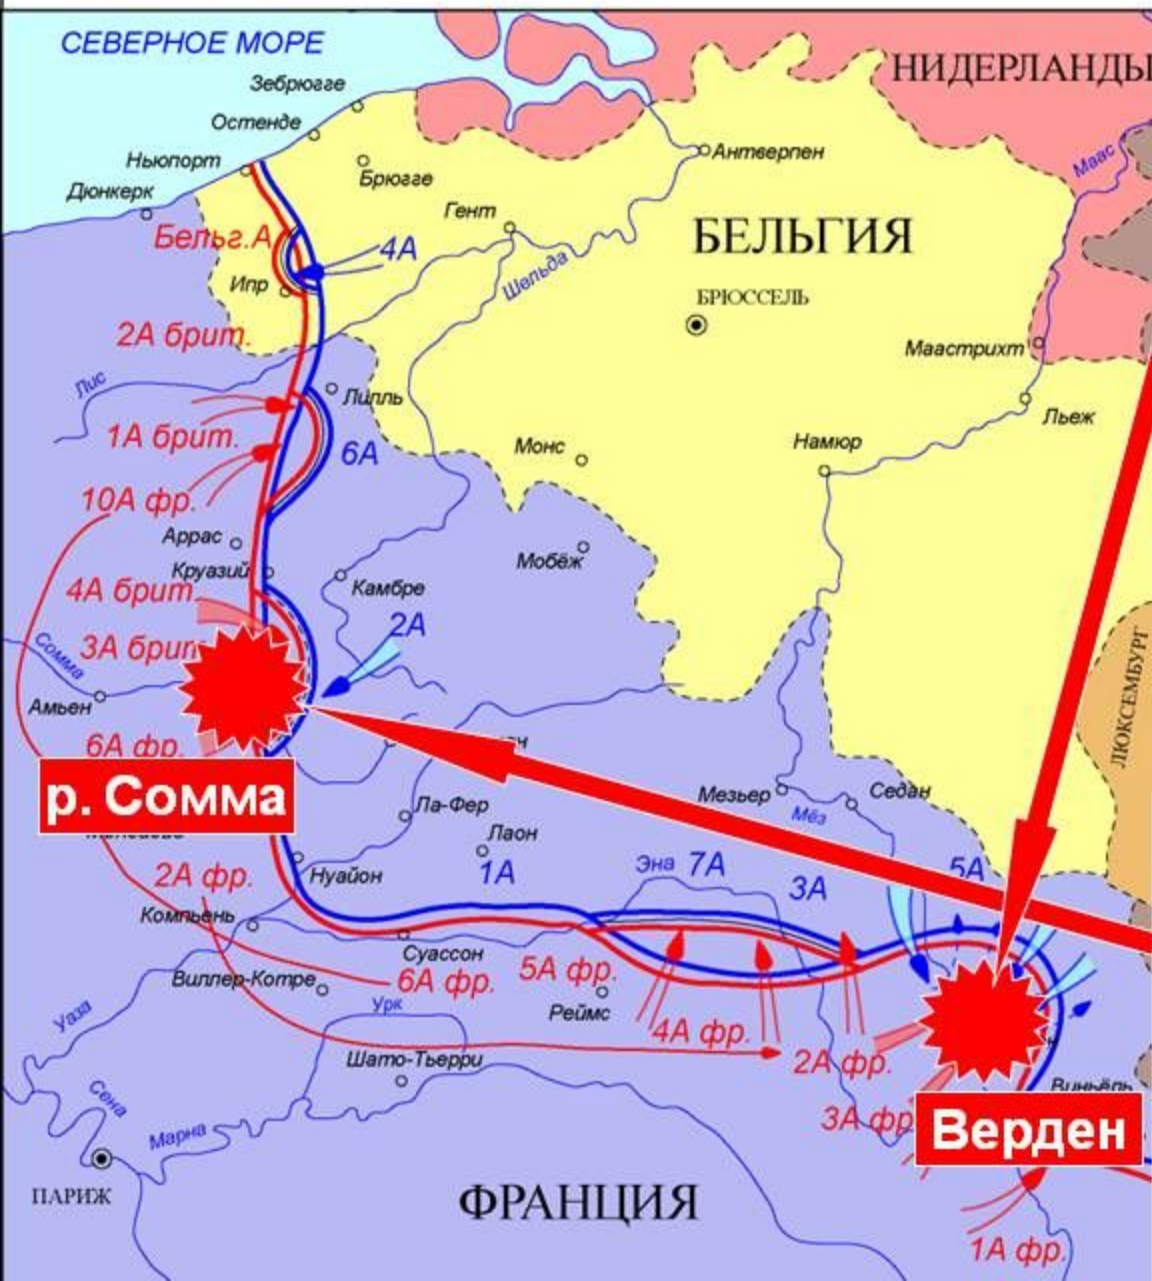 СЕВЕРНОЕ МОРЕ
НИДЕРЛАНДЫ
Зебрюгге
Остенде
Ньюпорт
Брюгге
Антверпен
Маас
Дюнкерк
Гент
Бельг.А
4А
БЕЛЬГИЯ
Ипр
Шельда
БРЮССЕЛЬ
2А брит.
Маастрихт
Лис
Лилль
Льеж
1А брит.
6А
Монс
Намюр
10А фр.
Аррас
Круазий
Мобёж
Камбре
4А брит
2А
3А брит
Сомма
ЛЮКСЕМБУРГ
Амьен
6А фр.
р. Сомма
Мезьер
Седан
Мёз
Ла-Фер
Лаон
2А фр.
Нуайон
1А
Эна
7А
3А
5А
Компьень
Суассон
Виллер-Котре
6А фр.
5А фр.
Реймс
Уаза
Урк
4А фр.
Шато-Тьерри
2А фр.
Сена
Марна
3А фр
Верден
ПАРИЖ
ФРАНЦИЯ
1А фр.